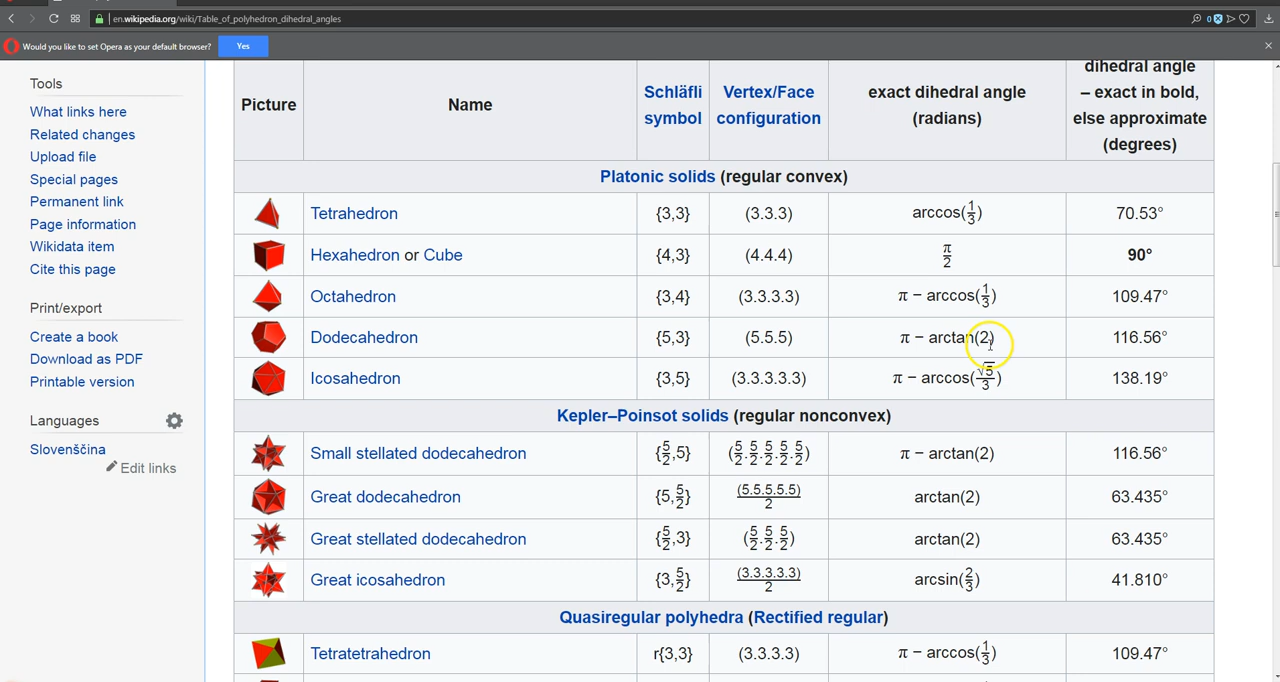 en.wikipedia.org/wiki/Table_of_polyhedron_dihedral_angles
0
Would you like to set Opera as your default browser?
Yes
Tools
What links here
Related changes
Upload file
Special pages
Permanent link
Page information
Wikidata item
Cite this page
Print/export
Create a book
Download as PDF
Printable version
Languages
Slovenščina
Edit links
Picture
Name
Schläfli
symbol
Vertex/Face
configuration
exact dihedral angle
(radians)
dihedral angle
– exact in bold,
else approximate
(degrees)
Platonic solids (regular convex)
Tetrahedron {3,3} (3.3.3) arccos(1/3) 70.53°
Hexahedron or Cube {4,3} (4.4.4) π/2 90°
Octahedron {3,4} (3.3.3.3) π − arccos(1/3) 109.47°
Dodecahedron {5,3} (5.5.5) π − arctan(2) 116.56°
Icosahedron {3,5} (3.3.3.3.3) π − arccos(√5/3) 138.19°
Kepler–Poinsot solids (regular nonconvex)
Small stellated dodecahedron {5/2,5} (5/2.5/2.5/2.5/2.5/2) π − arctan(2) 116.56°
Great dodecahedron {5,5/2} (5.5.5.5.5)/2 arctan(2) 63.435°
Great stellated dodecahedron {5/2,3} (5/2.5/2.5/2) arctan(2) 63.435°
Great icosahedron {3,5/2} (3.3.3.3.3)/2 arcsin(2/3) 41.810°
Quasiregular polyhedra (Rectified regular)
Tetratetrahedron r{3,3} (3.3.3.3) π − arccos(1/3) 109.47°